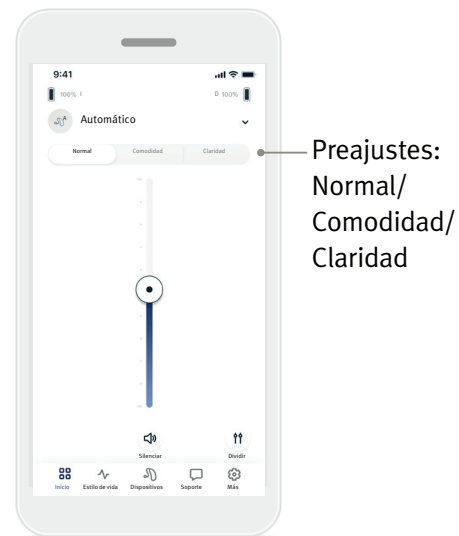 9:41
100% I
D 100%
Automático
Normal Comodidad Claridad
Preajustes:
Normal/
Comodidad/
Claridad
Silenciar Dividir
Inicio Estilo de vida Dispositivos Soporte Más